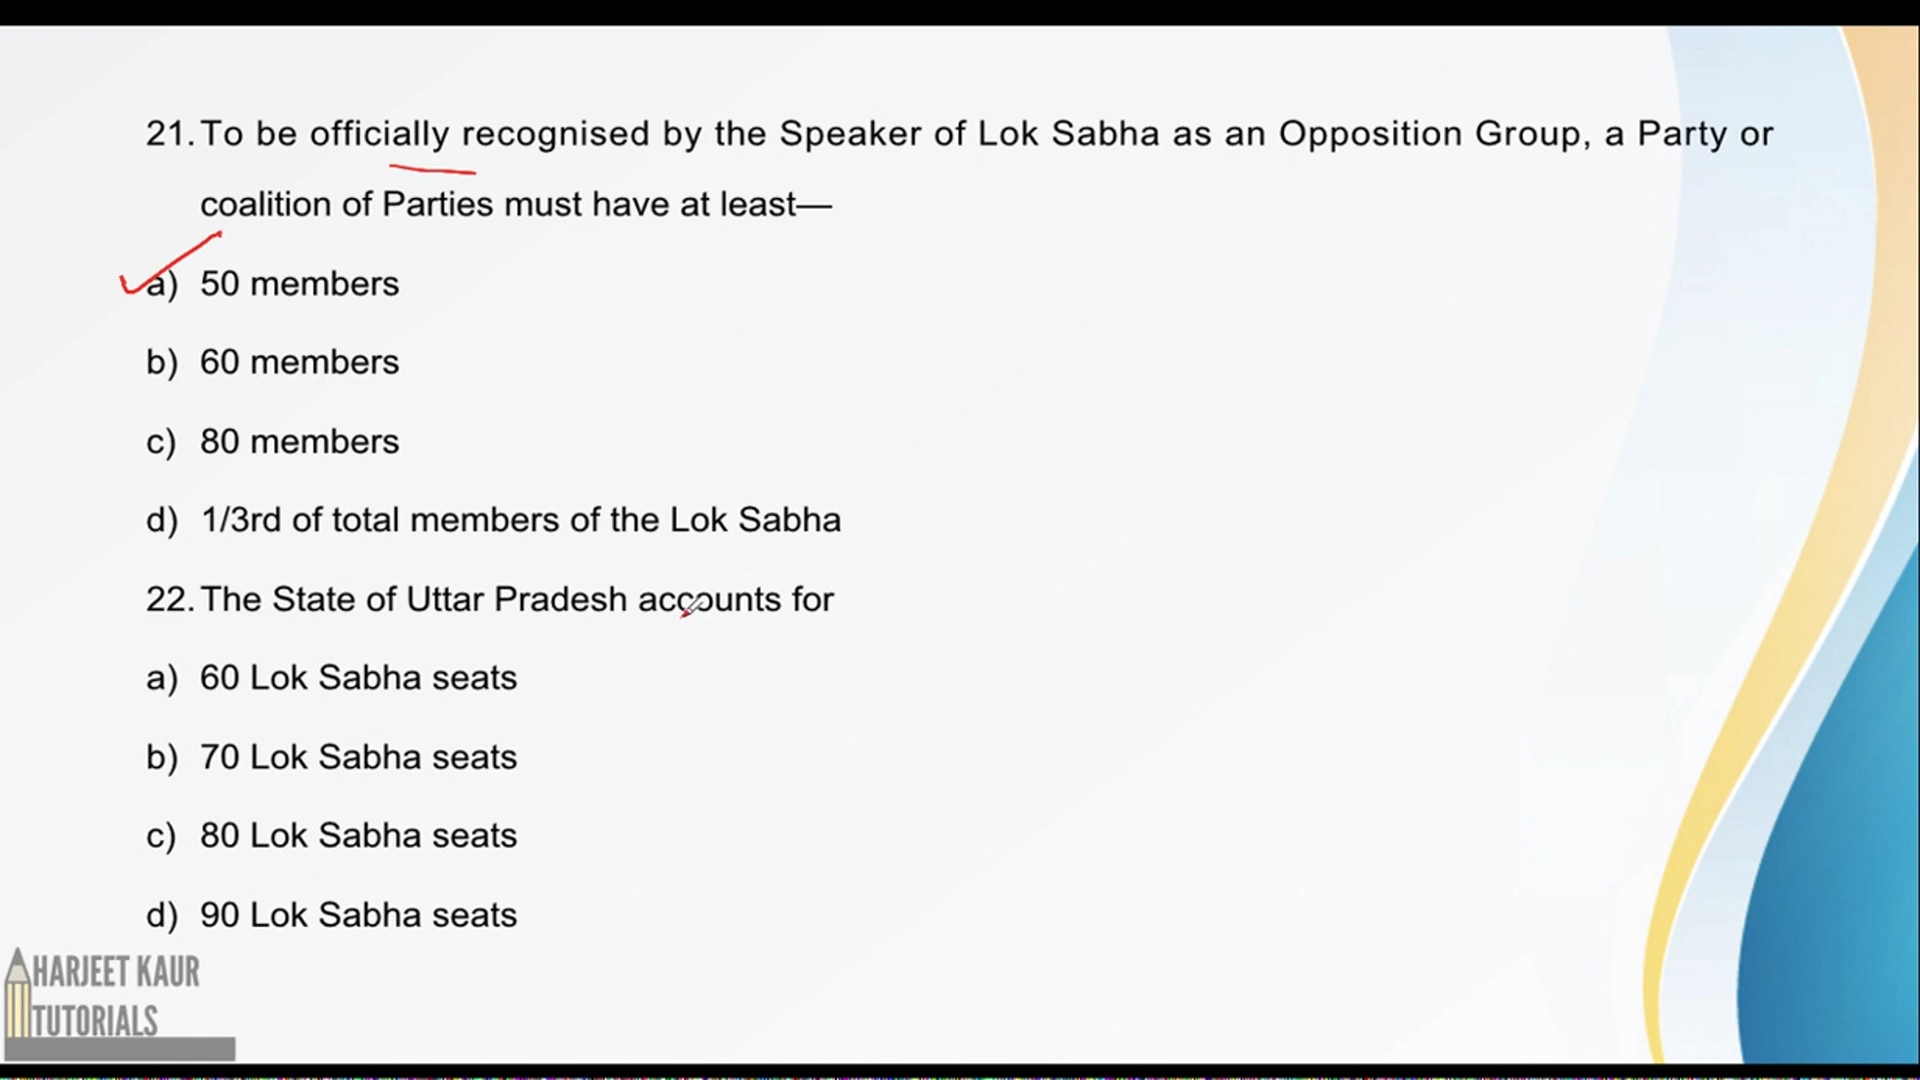 21. To be officially recognised by the Speaker of Lok Sabha as an Opposition Group, a Party or
coalition of Parties must have at least—
a) 50 members
b) 60 members
c) 80 members
d) 1/3rd of total members of the Lok Sabha
22. The State of Uttar Pradesh accounts for
a) 60 Lok Sabha seats
b) 70 Lok Sabha seats
c) 80 Lok Sabha seats
d) 90 Lok Sabha seats
HARJEET KAUR
TUTORIALS